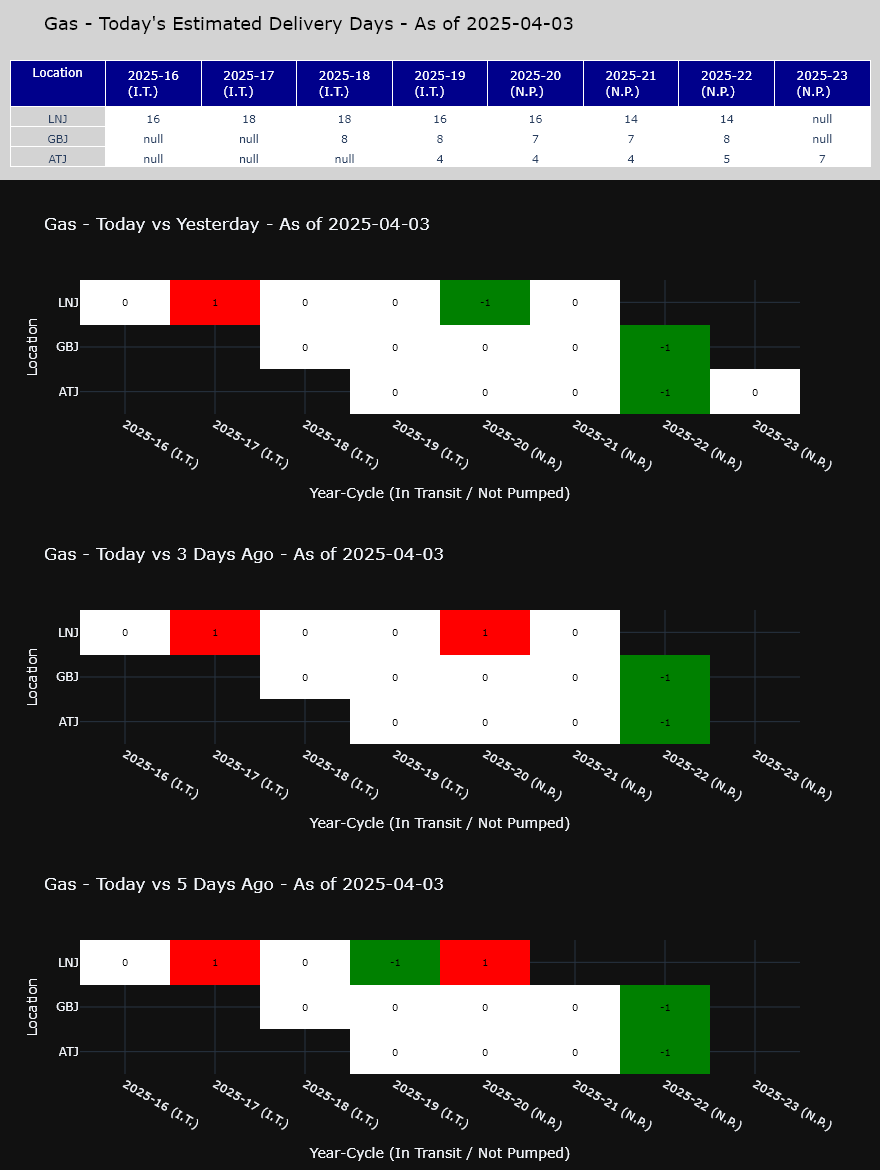 Gas - Today's Estimated Delivery Days - As of 2025-04-03
Location 2025-16 (I.T.) 2025-17 (I.T.) 2025-18 (I.T.) 2025-19 (I.T.) 2025-20 (N.P.) 2025-21 (N.P.) 2025-22 (N.P.) 2025-23 (N.P.)
LNJ 16 18 18 16 16 14 14 null
GBJ null null 8 8 7 7 8 null
ATJ null null null 4 4 4 5 7
Gas - Today vs Yesterday - As of 2025-04-03
Location
LNJ 0 1 0 0 -1 0
GBJ 0 0 0 0 -1
ATJ 0 0 0 -1 0
2025-16 (I.T.) 2025-17 (I.T.) 2025-18 (I.T.) 2025-19 (I.T.) 2025-20 (N.P.) 2025-21 (N.P.) 2025-22 (N.P.) 2025-23 (N.P.)
Year-Cycle (In Transit / Not Pumped)
Gas - Today vs 3 Days Ago - As of 2025-04-03
Location
LNJ 0 1 0 0 1 0
GBJ 0 0 0 0 -1
ATJ 0 0 0 -1
2025-16 (I.T.) 2025-17 (I.T.) 2025-18 (I.T.) 2025-19 (I.T.) 2025-20 (N.P.) 2025-21 (N.P.) 2025-22 (N.P.) 2025-23 (N.P.)
Year-Cycle (In Transit / Not Pumped)
Gas - Today vs 5 Days Ago - As of 2025-04-03
Location
LNJ 0 1 0 -1 1
GBJ 0 0 0 0 -1
ATJ 0 0 0 -1
2025-16 (I.T.) 2025-17 (I.T.) 2025-18 (I.T.) 2025-19 (I.T.) 2025-20 (N.P.) 2025-21 (N.P.) 2025-22 (N.P.) 2025-23 (N.P.)
Year-Cycle (In Transit / Not Pumped)